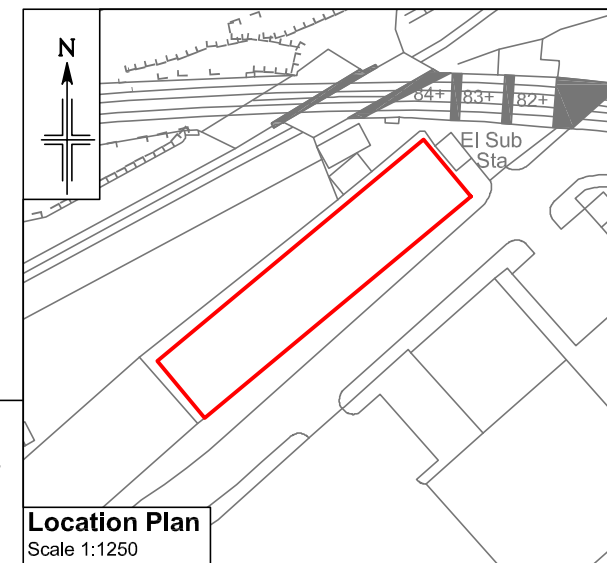 N
84+ 83+ 82+
El Sub
Sta
Location Plan
Scale 1:1250